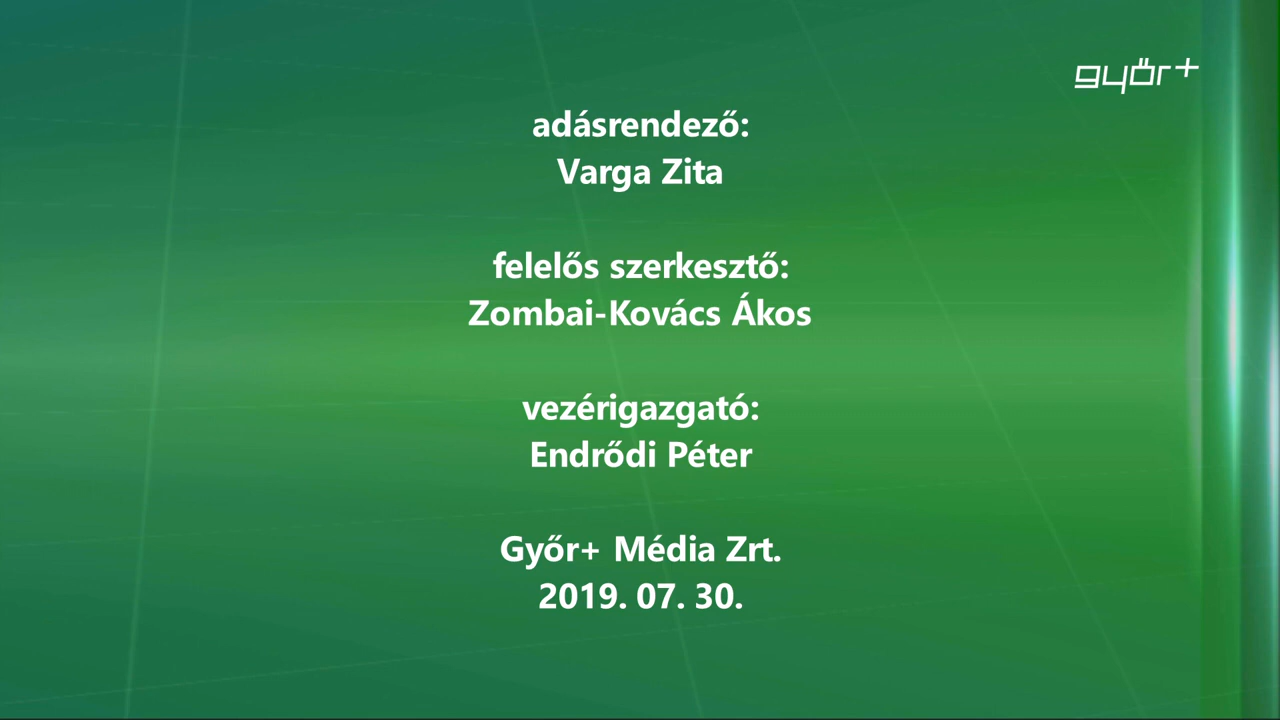 győr+
adásrendező:
Varga Zita
felelős szerkesztő:
Zombai-Kovács Ákos
vezérigazgató:
Endrődi Péter
Győr+ Média Zrt.
2019. 07. 30.